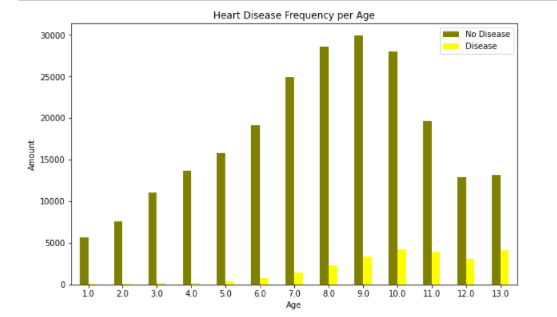 Heart Disease Frequency per Age
No Disease
Disease
30000
25000
20000
15000
10000
5000
0
Amount
1.0 2.0 3.0 4.0 5.0 6.0 7.0 8.0 9.0 10.0 11.0 12.0 13.0
Age